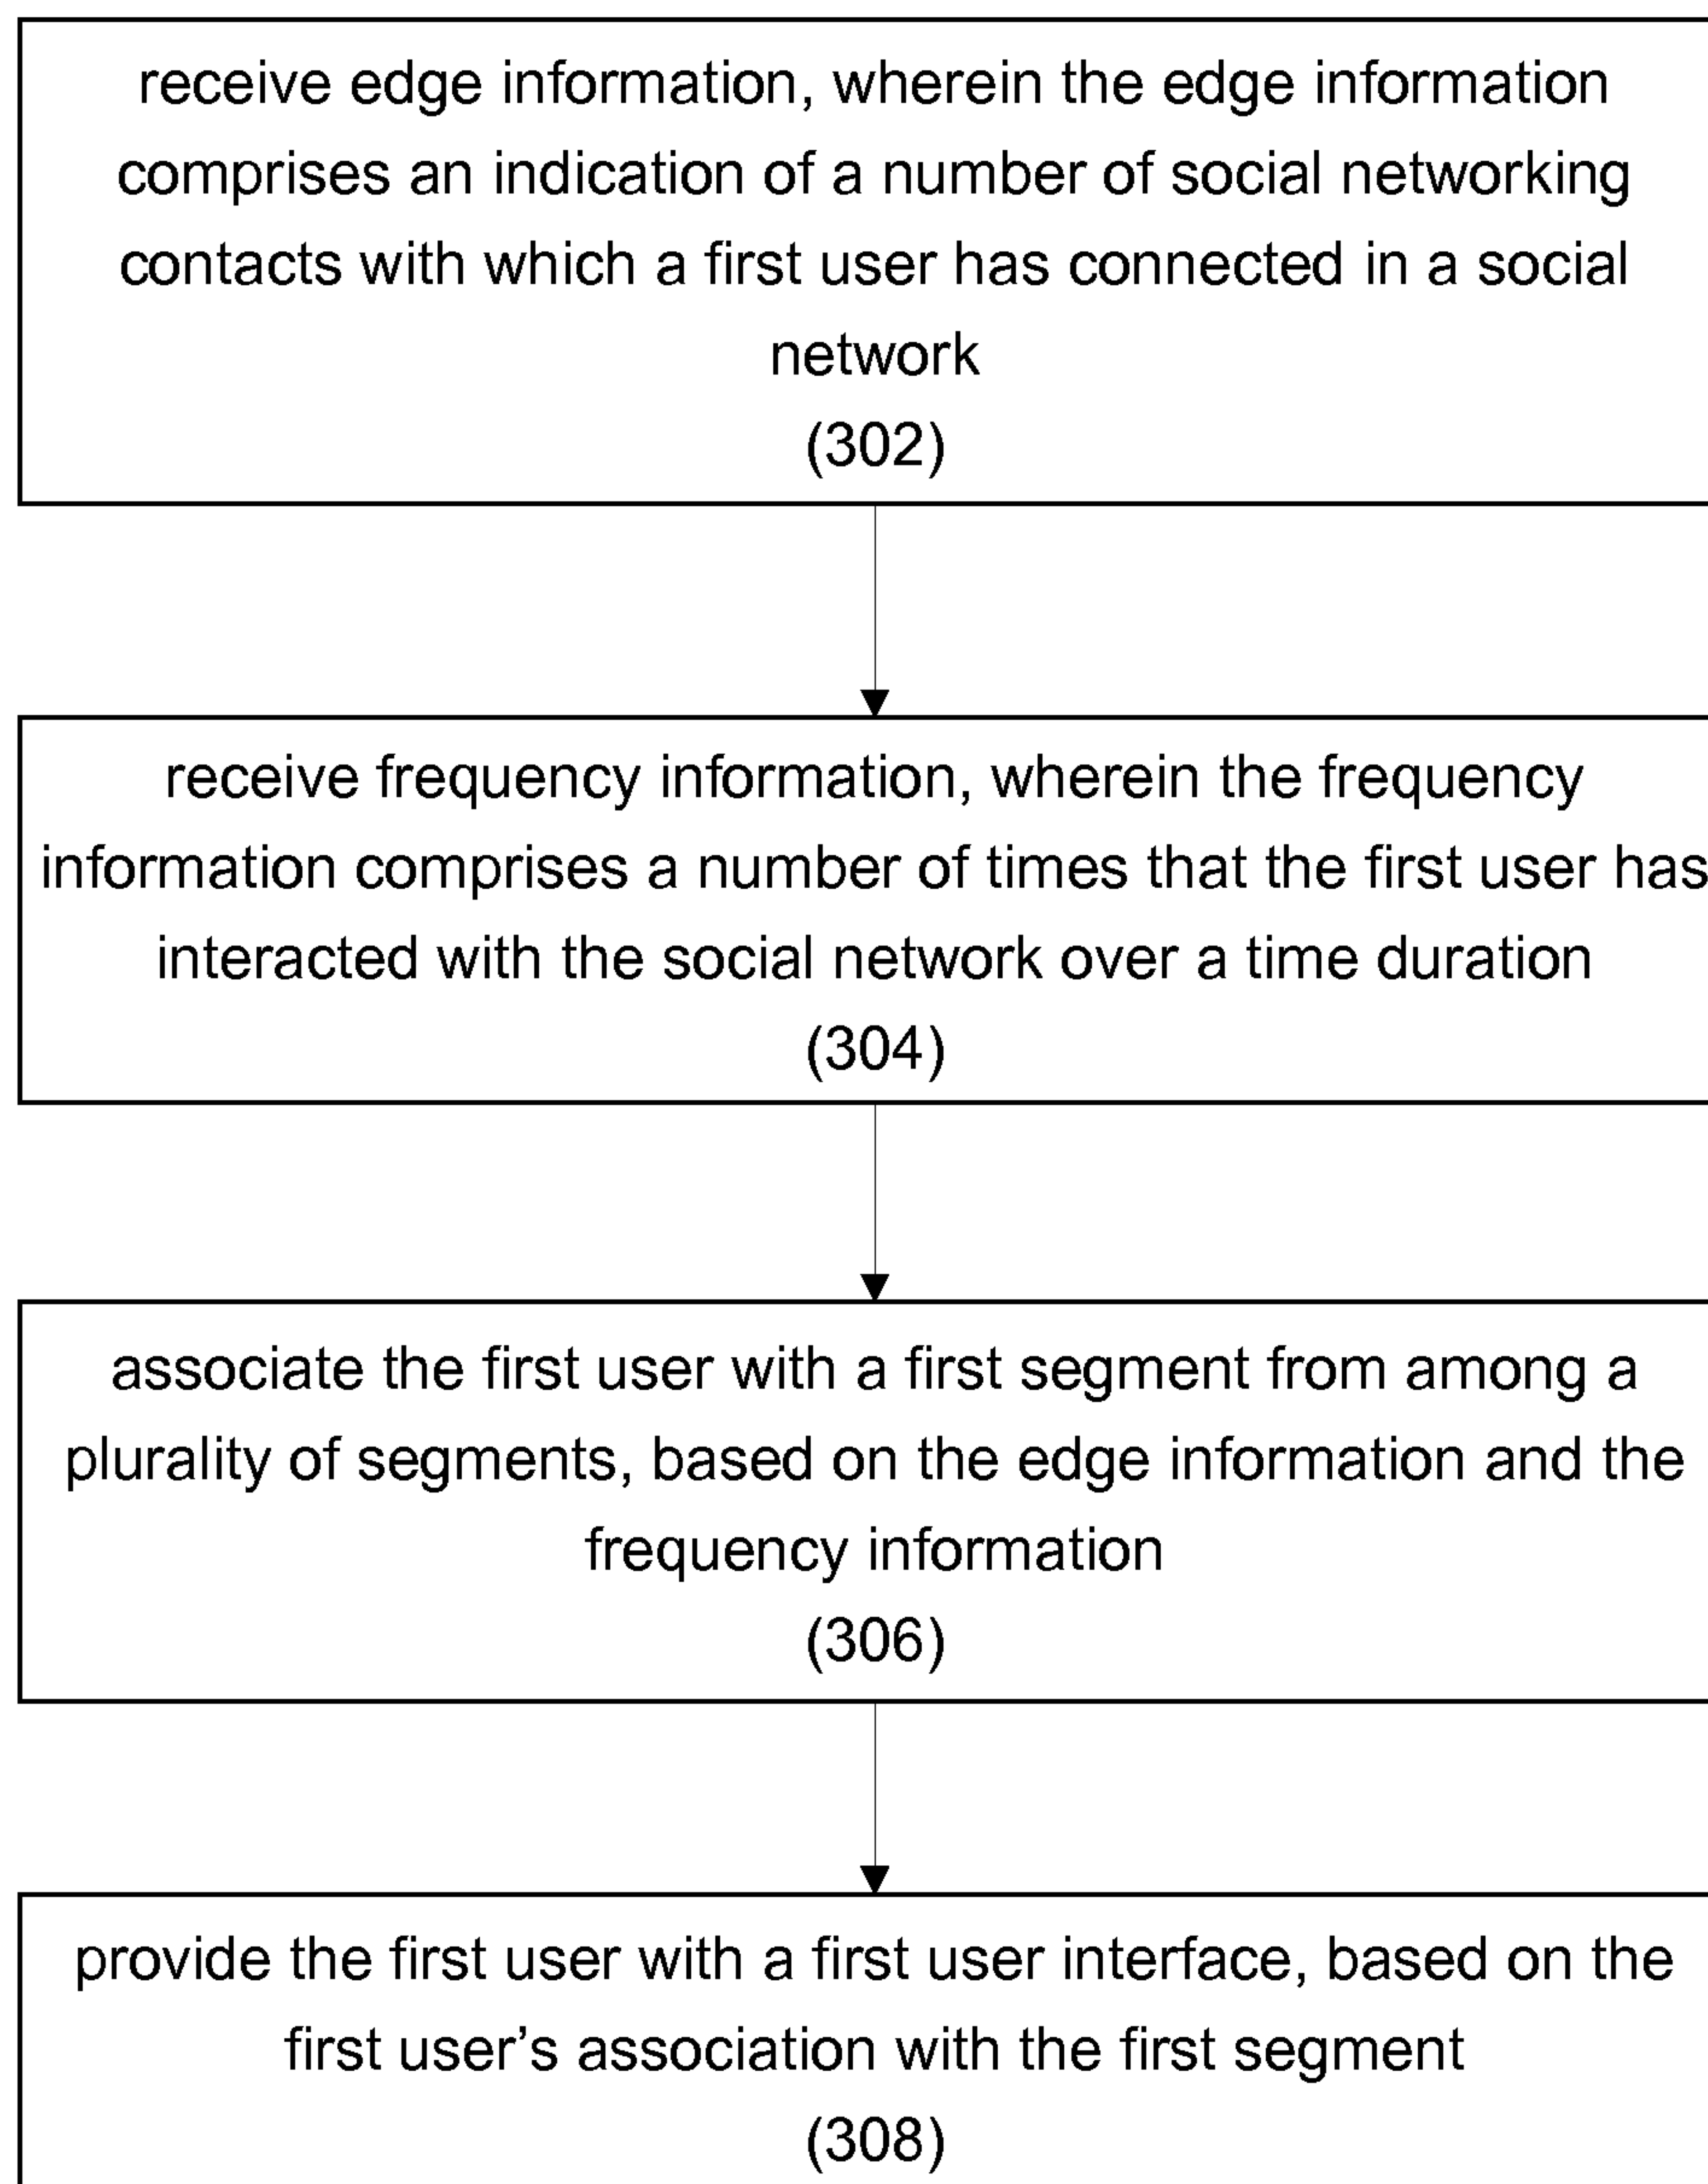 receive edge information, wherein the edge information
comprises an indication of a number of social networking
contacts with which a first user has connected in a social
network
(302)
receive frequency information, wherein the frequency
information comprises a number of times that the first user has
interacted with the social network over a time duration
(304)
associate the first user with a first segment from among a
plurality of segments, based on the edge information and the
frequency information
(306)
provide the first user with a first user interface, based on the
first user’s association with the first segment
(308)